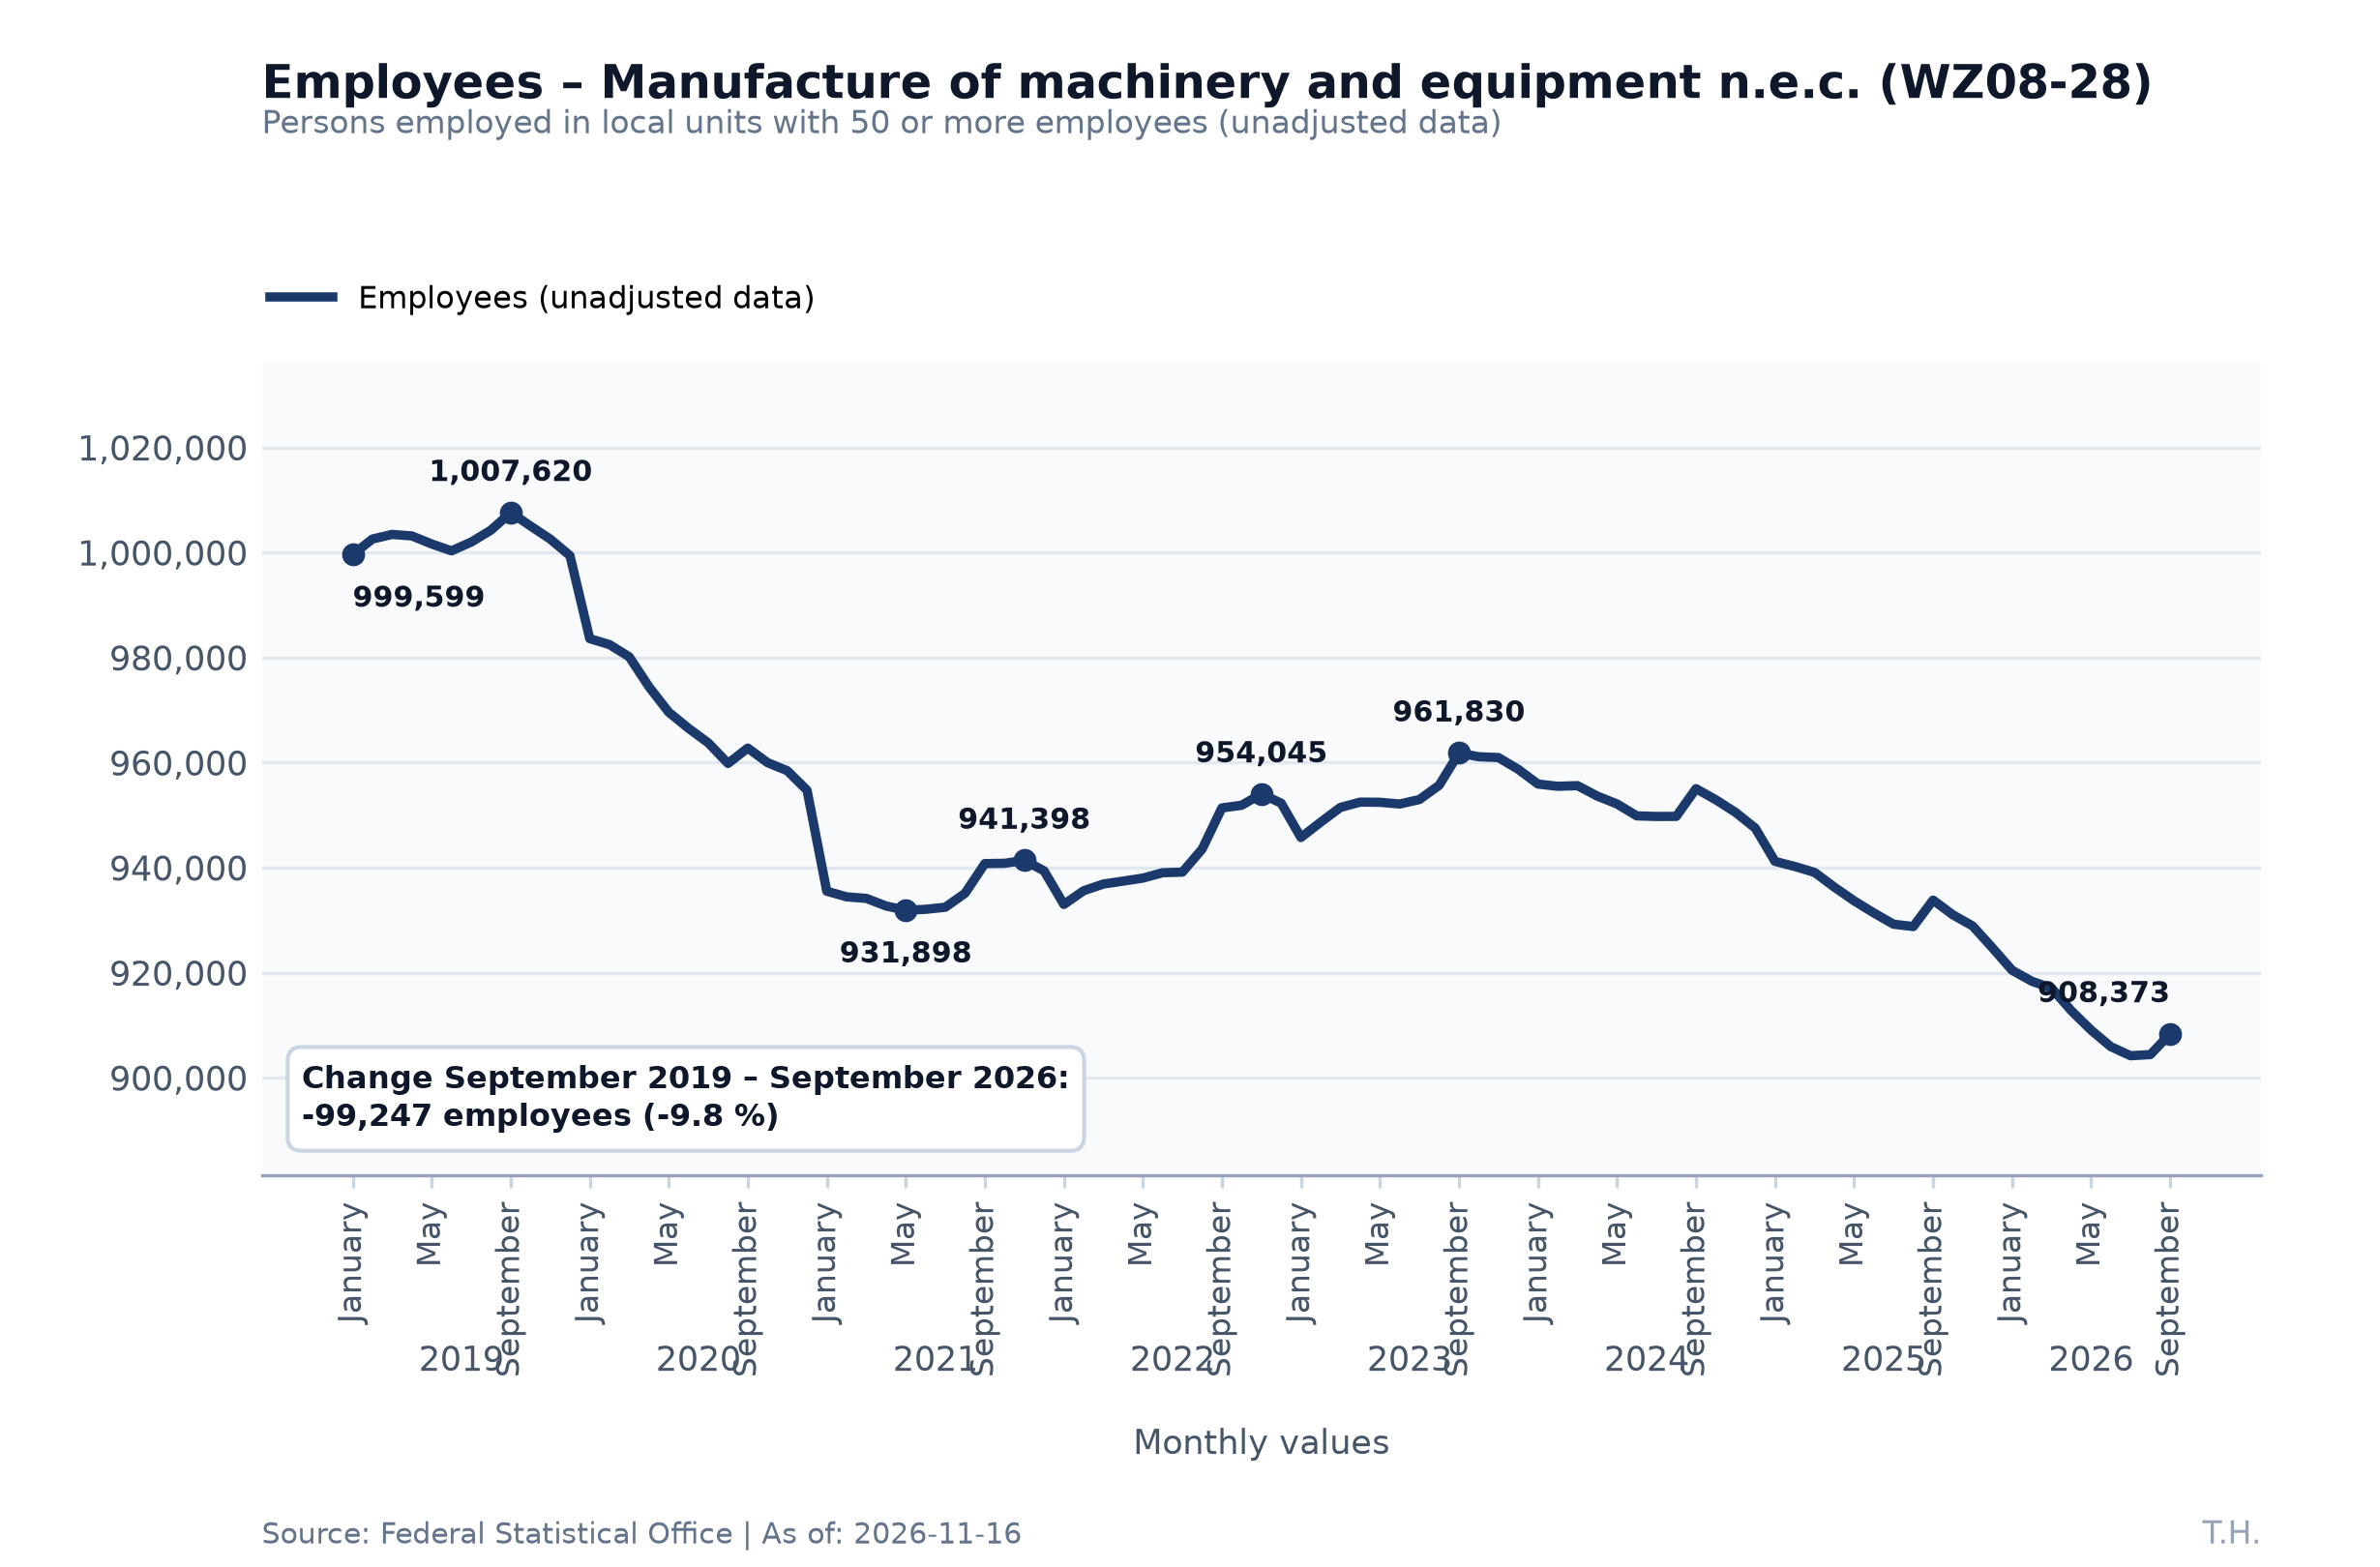 Employees – Manufacture of machinery and equipment n.e.c. (WZ08-28)
Persons employed in local units with 50 or more employees (unadjusted data)
Employees (unadjusted data)
1,020,000
1,000,000
980,000
960,000
940,000
920,000
900,000
1,007,620
999,599
961,830
954,045
941,398
931,898
908,373
Change September 2019 – September 2026:
-99,247 employees (-9.8 %)
January May September January May September January May September January May September January May September January May September January May September January May September
2019 2020 2021 2022 2023 2024 2025 2026
Monthly values
Source: Federal Statistical Office | As of: 2026-11-16
T.H.